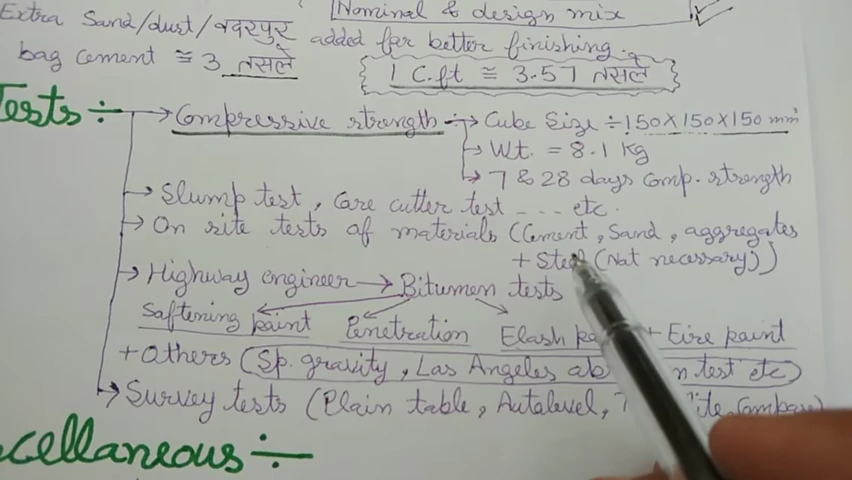 Nominal & design mix
Extra Sand/dust/बदरपुर added for better finishing.
bag cement ≅ 3 तसले
1 C.ft ≅ 3.57 तसले
Tests ÷ → Compressive strength → Cube Size ÷ 150 X 150 X 150 mm
→ Wt. = 8.1 Kg
→ 7 & 28 days Comp. strength
→ Slump test, Core cutter test - - - etc.
→ On site tests of materials (Cement, Sand, aggregates
+ Steel (Not necessary))
→ Highway engineer → Bitumen tests
Softening point Penetration Flash + Fire point
+ Others (Sp. gravity, Las Angeles test etc)
→ Survey tests (Plain table, Autolevel, Compass)
cellaneous ÷